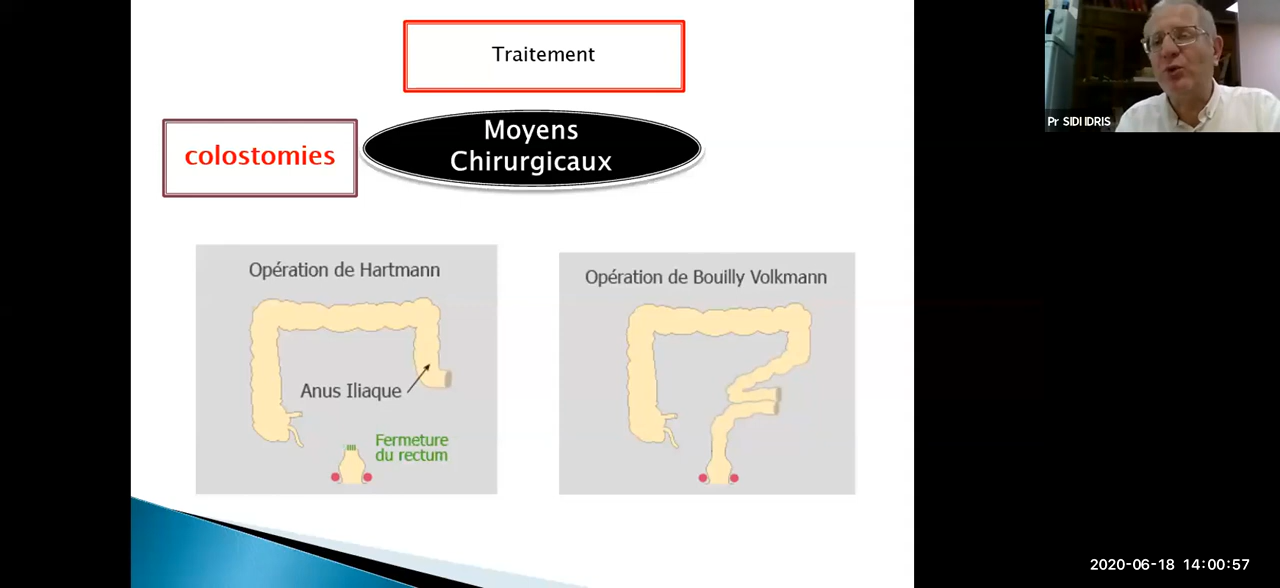 Traitement
colostomies
Moyens
Chirurgicaux
Opération de Hartmann
Anus Iliaque
Fermeture
du rectum
Opération de Bouilly Volkmann
Pr SIDI IDRIS
2020-06-18 14:00:57